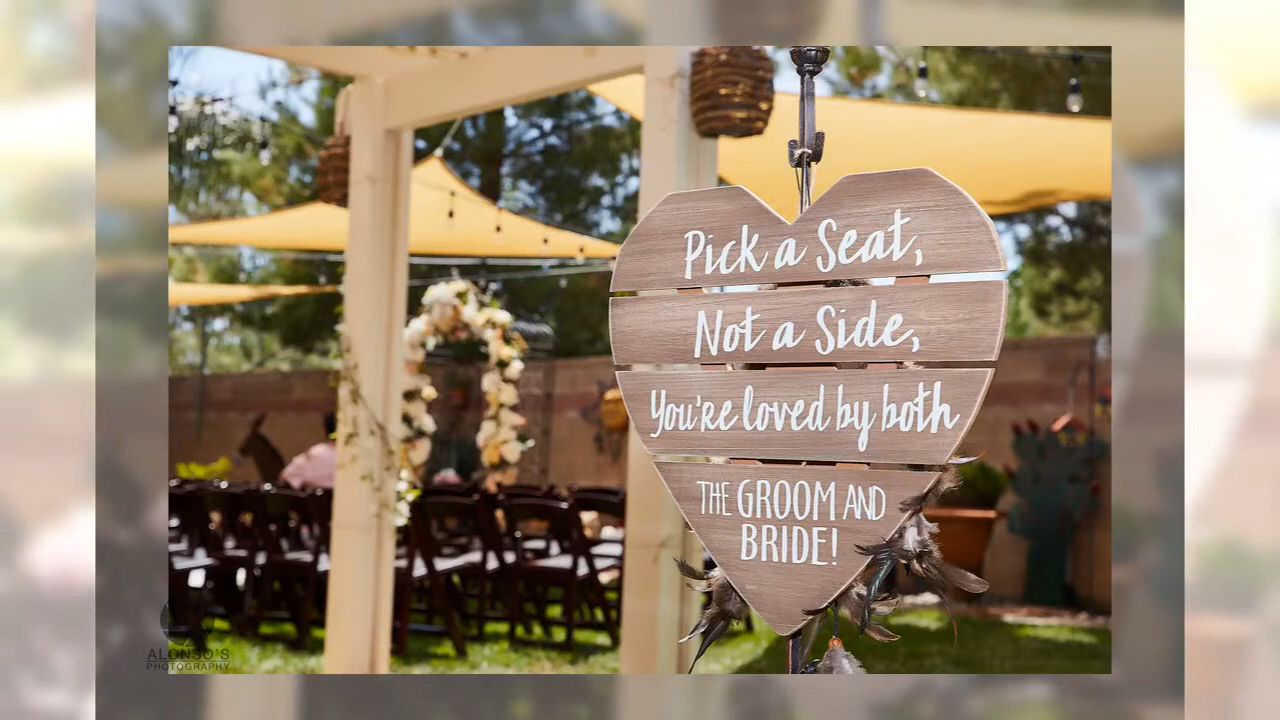 Pick a Seat,
Not a Side,
You're loved by both
THE GROOM AND
BRIDE!
ALONSO'S
PHOTOGRAPHY